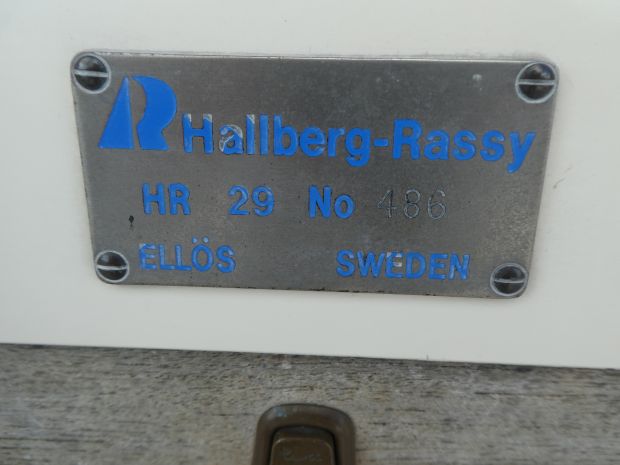 Hallberg-Rassy
HR 29 No 486
ELLÖS SWEDEN